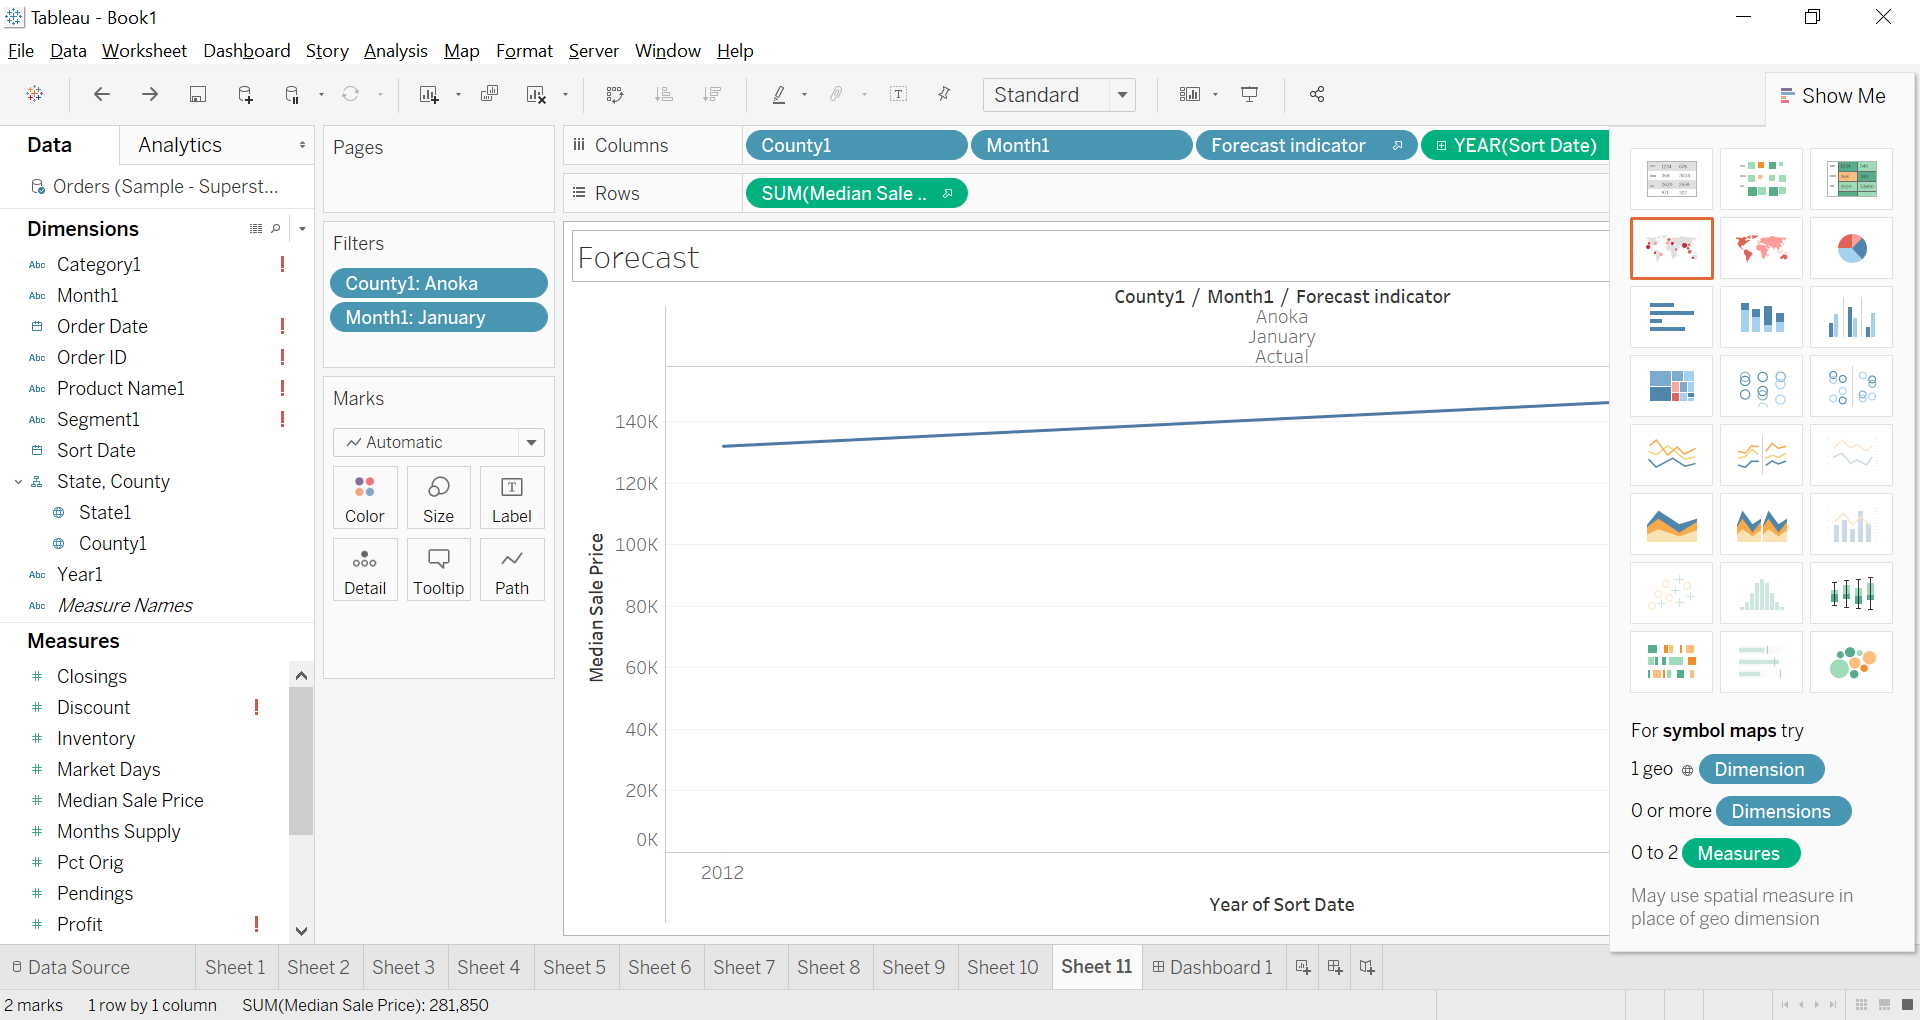 Tableau - Book1
File Data Worksheet Dashboard Story Analysis Map Format Server Window Help
Standard
Show Me
Data Analytics
Orders (Sample - Superst...
Dimensions
Abc Category1 !
Abc Month1
Order Date !
Abc Order ID !
Abc Product Name1 !
Abc Segment1 !
Sort Date
State, County
State1
County1
Abc Year1
Abc Measure Names
Measures
# Closings
# Discount !
# Inventory
# Market Days
# Median Sale Price
# Months Supply
# Pct Orig
# Pendings
# Profit !
Pages
Filters
County1: Anoka
Month1: January
Marks
Automatic
Color Size Label
Detail Tooltip Path
Columns County1 Month1 Forecast indicator YEAR(Sort Date)
Rows SUM(Median Sale ..
Forecast
County1 / Month1 / Forecast indicator
Anoka
January
Actual
Median Sale Price
140K
120K
100K
80K
60K
40K
20K
0K
2012
Year of Sort Date
For symbol maps try
1 geo Dimension
0 or more Dimensions
0 to 2 Measures
May use spatial measure in
place of geo dimension
Data Source Sheet 1 Sheet 2 Sheet 3 Sheet 4 Sheet 5 Sheet 6 Sheet 7 Sheet 8 Sheet 9 Sheet 10 Sheet 11 Dashboard 1
2 marks 1 row by 1 column SUM(Median Sale Price): 281,850